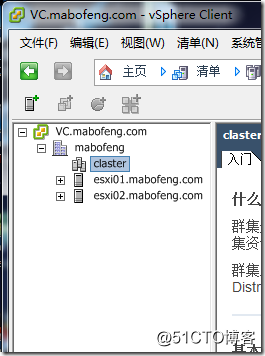 VC.mabofeng.com - vSphere Client
文件(F) 编辑(E) 视图(V) 清单(N) 系统管
主页 清单
VC.mabofeng.com
mabofeng
claster
esxi01.mabofeng.com
esxi02.mabofeng.com
claster
入门
什么
群集
集资
群集
Distr
基本
@51CTO博客